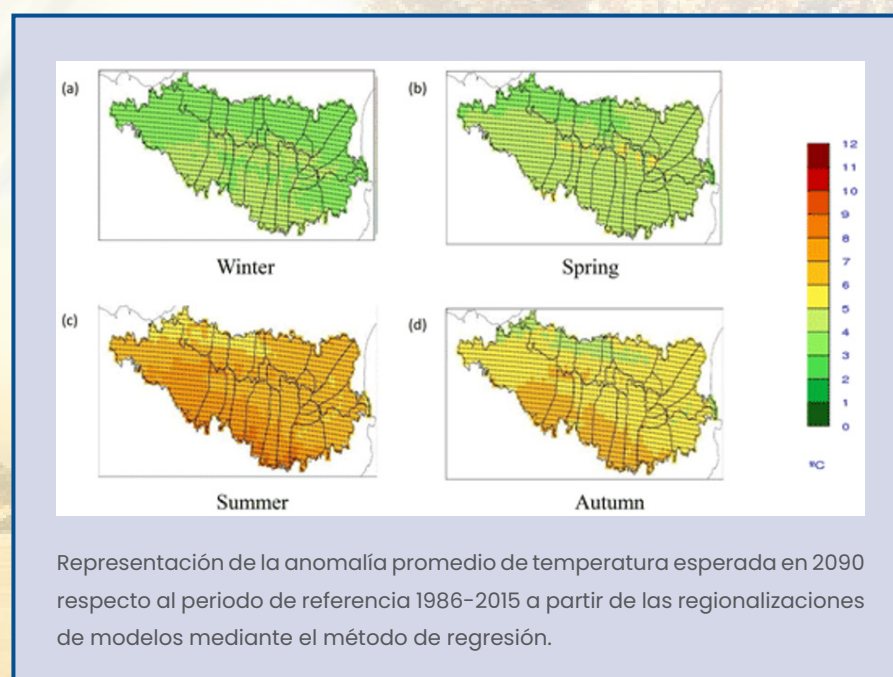 (a)
(b)
Winter
Spring
(c)
(d)
Summer
Autumn
12
11
10
9
8
7
6
5
4
3
2
1
0
ºC
Representación de la anomalía promedio de temperatura esperada en 2090
respecto al periodo de referencia 1986-2015 a partir de las regionalizaciones
de modelos mediante el método de regresión.